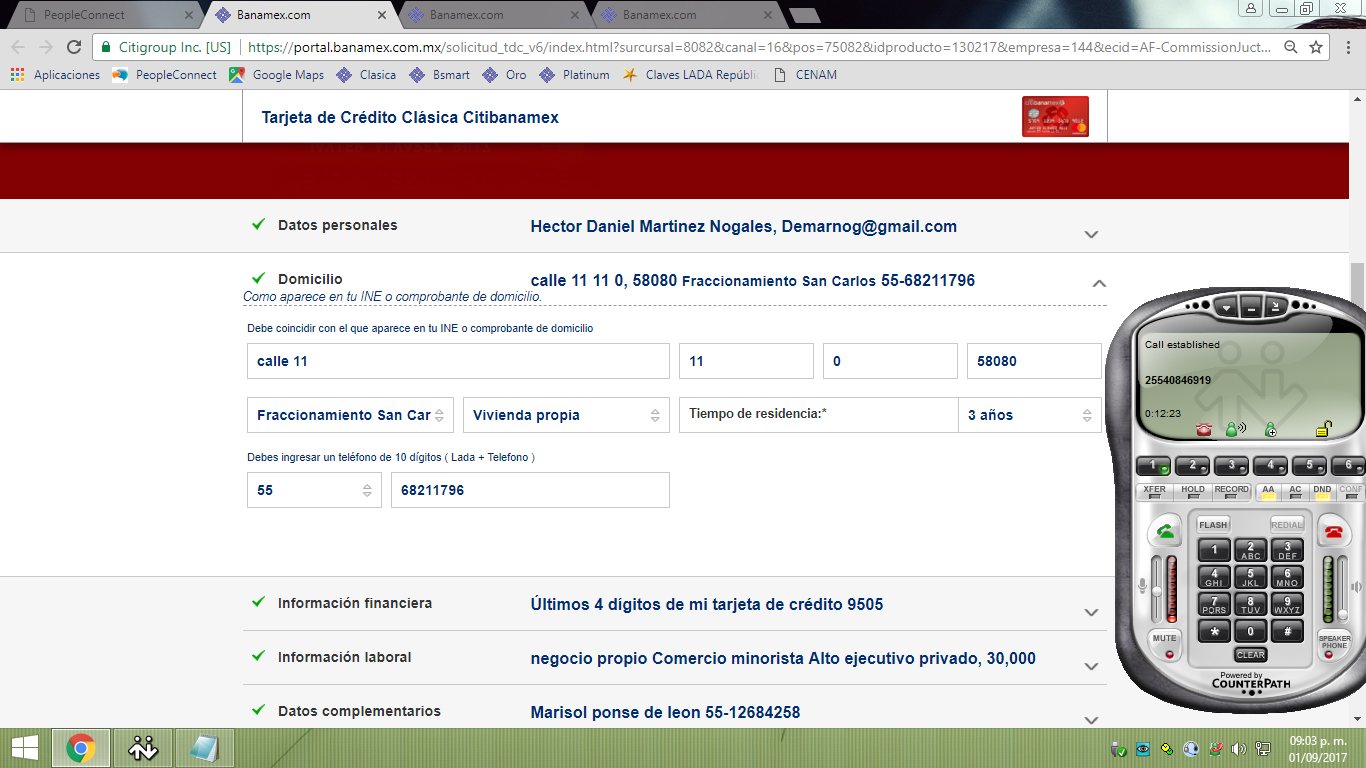 PeopleConnect
Banamex.com
Banamex.com
Banamex.com
Citigroup Inc. [US]
https://portal.banamex.com.mx/solicitud_tdc_v6/index.html?surcursal=8082&canal=16&pos=75082&idproducto=130217&empresa=144&ecid=AF-CommissionJuct...
Aplicaciones
PeopleConnect
Google Maps
Clasica
Bsmart
Oro
Platinum
Claves LADA Repúblic
CENAM
Tarjeta de Crédito Clásica Citibanamex
citibanamex
Datos personales
Hector Daniel Martinez Nogales, Demarnog@gmail.com
Domicilio
calle 11 11 0, 58080 Fraccionamiento San Carlos 55-68211796
Como aparece en tu INE o comprobante de domicilio.
Debe coincidir con el que aparece en tu INE o comprobante de domicilio
calle 11
11
0
58080
Fraccionamiento San Car
Vivienda propia
Tiempo de residencia:*
3 años
Debes ingresar un teléfono de 10 dígitos ( Lada + Telefono )
55
68211796
Información financiera
Últimos 4 dígitos de mi tarjeta de crédito 9505
Información laboral
negocio propio Comercio minorista Alto ejecutivo privado, 30,000
Datos complementarios
Marisol ponse de leon 55-12684258
Call established
25540846919
0:12:23
1 2 3 4 5 6
XFER HOLD RECORD AA AC DND CONF
FLASH REDIAL
1 2 ABC 3 DEF
4 GHI 5 JKL 6 MNO
7 PQRS 8 TUV 9 WXYZ
* 0 #
MUTE
SPEAKER PHONE
CLEAR
Powered by
COUNTERPATH
09:03 p. m.
01/09/2017